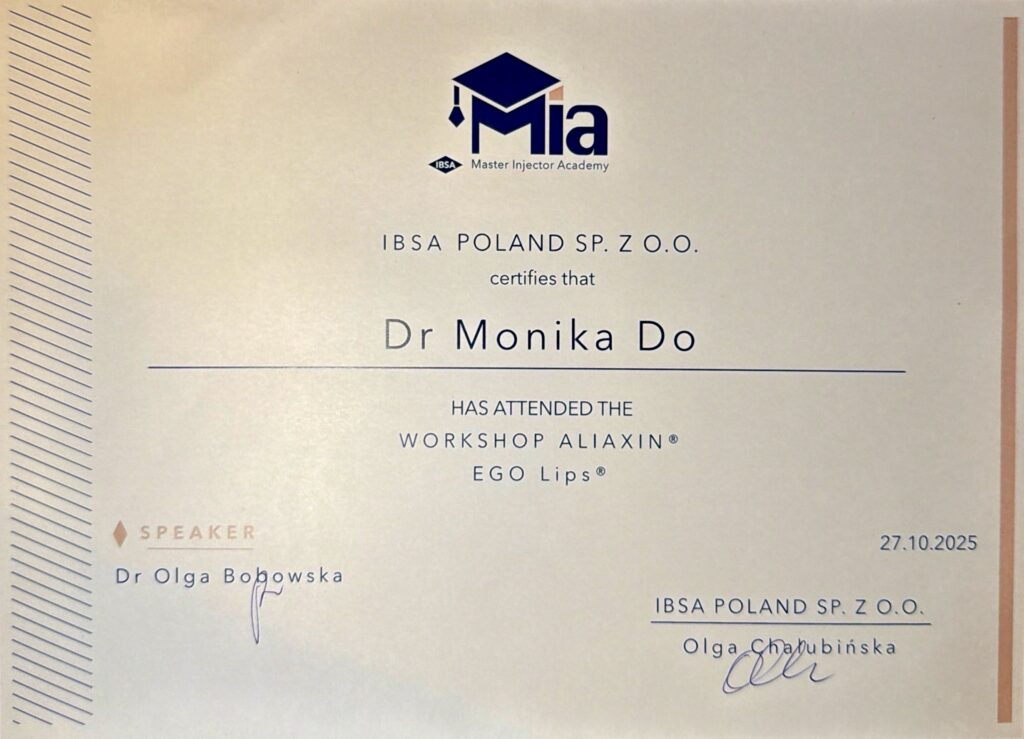 Mia
IBSA Master Injector Academy
IBSA POLAND SP. Z O.O.
certifies that
Dr Monika Do
HAS ATTENDED THE
WORKSHOP ALIAXIN®
EGO Lips®
SPEAKER
Dr Olga Bobowska
27.10.2025
IBSA POLAND SP. Z O.O.
Olga Chałubińska